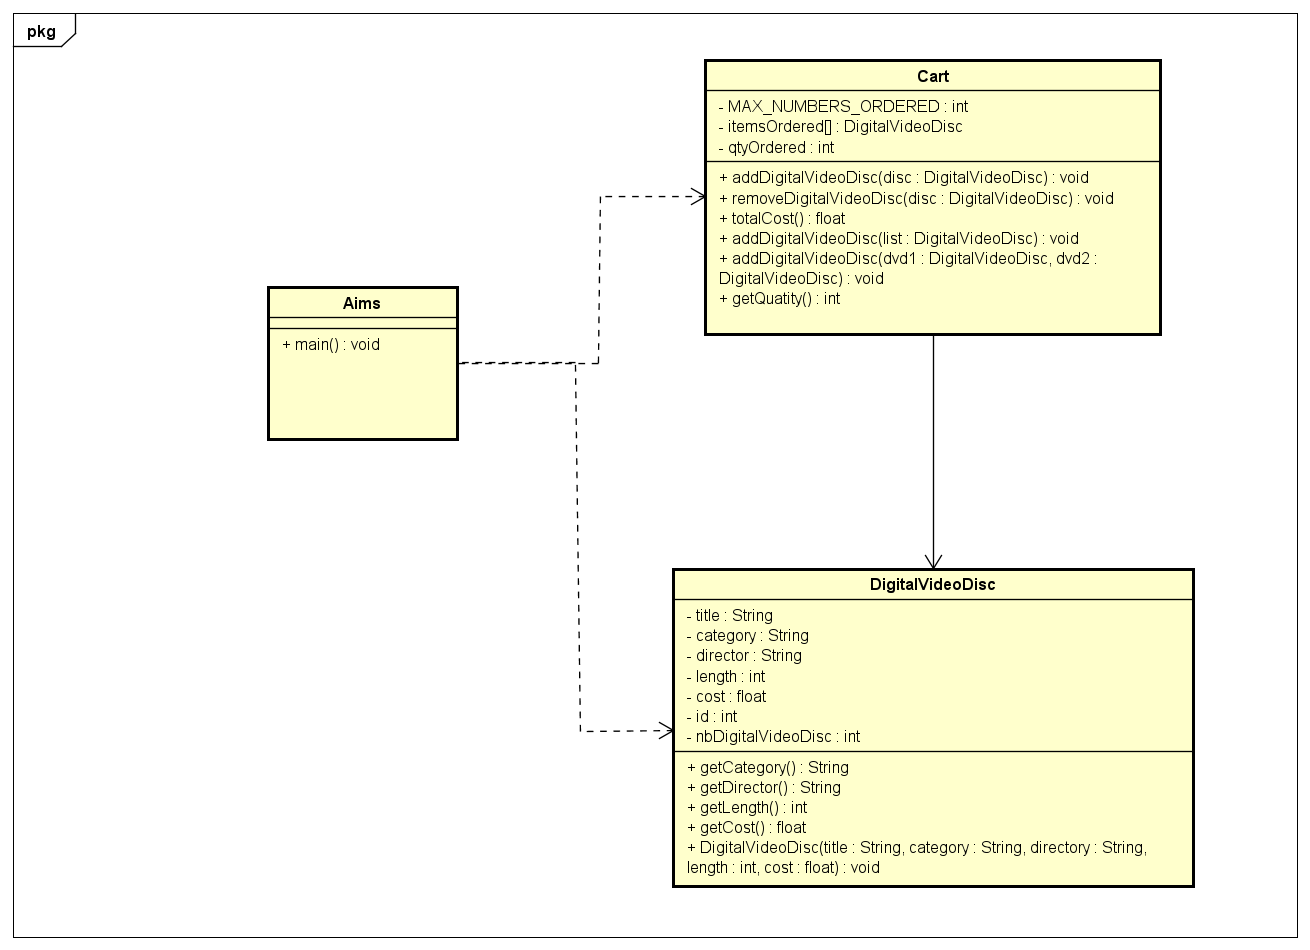 pkg
Cart
- MAX_NUMBERS_ORDERED : int
- itemsOrdered[] : DigitalVideoDisc
- qtyOrdered : int
+ addDigitalVideoDisc(disc : DigitalVideoDisc) : void
+ removeDigitalVideoDisc(disc : DigitalVideoDisc) : void
+ totalCost() : float
+ addDigitalVideoDisc(list : DigitalVideoDisc) : void
+ addDigitalVideoDisc(dvd1 : DigitalVideoDisc, dvd2 :
DigitalVideoDisc) : void
+ getQuatity() : int
Aims
+ main() : void
DigitalVideoDisc
- title : String
- category : String
- director : String
- length : int
- cost : float
- id : int
- nbDigitalVideoDisc : int
+ getCategory() : String
+ getDirector() : String
+ getLength() : int
+ getCost() : float
+ DigitalVideoDisc(title : String, category : String, directory : String,
length : int, cost : float) : void